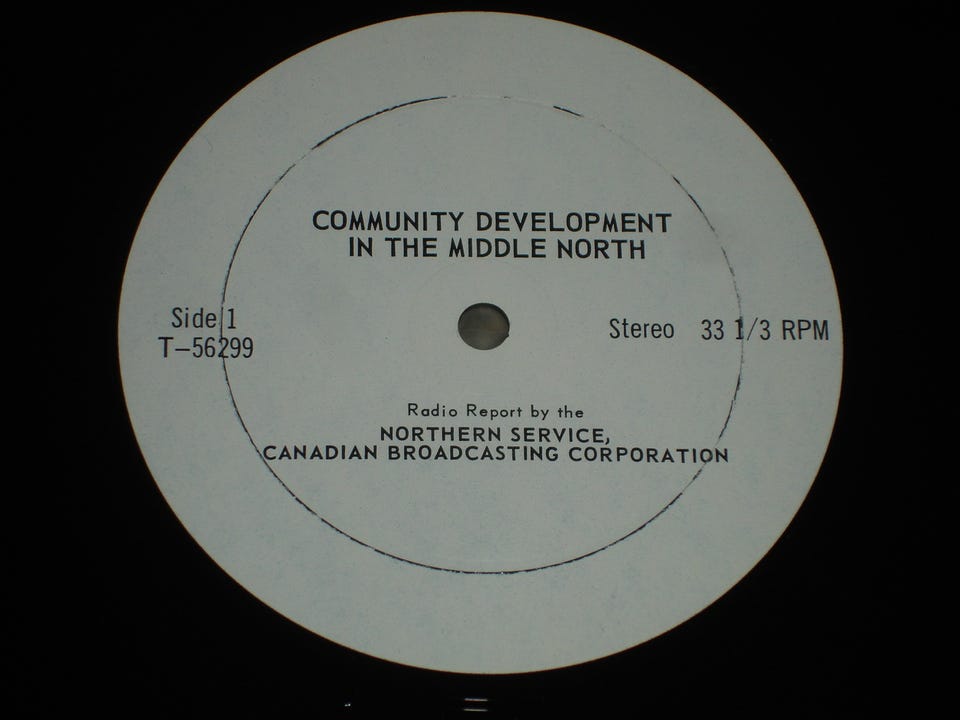 COMMUNITY DEVELOPMENT
IN THE MIDDLE NORTH
Side 1
T-56299
Stereo 33 1/3 RPM
Radio Report by the
NORTHERN SERVICE,
CANADIAN BROADCASTING CORPORATION